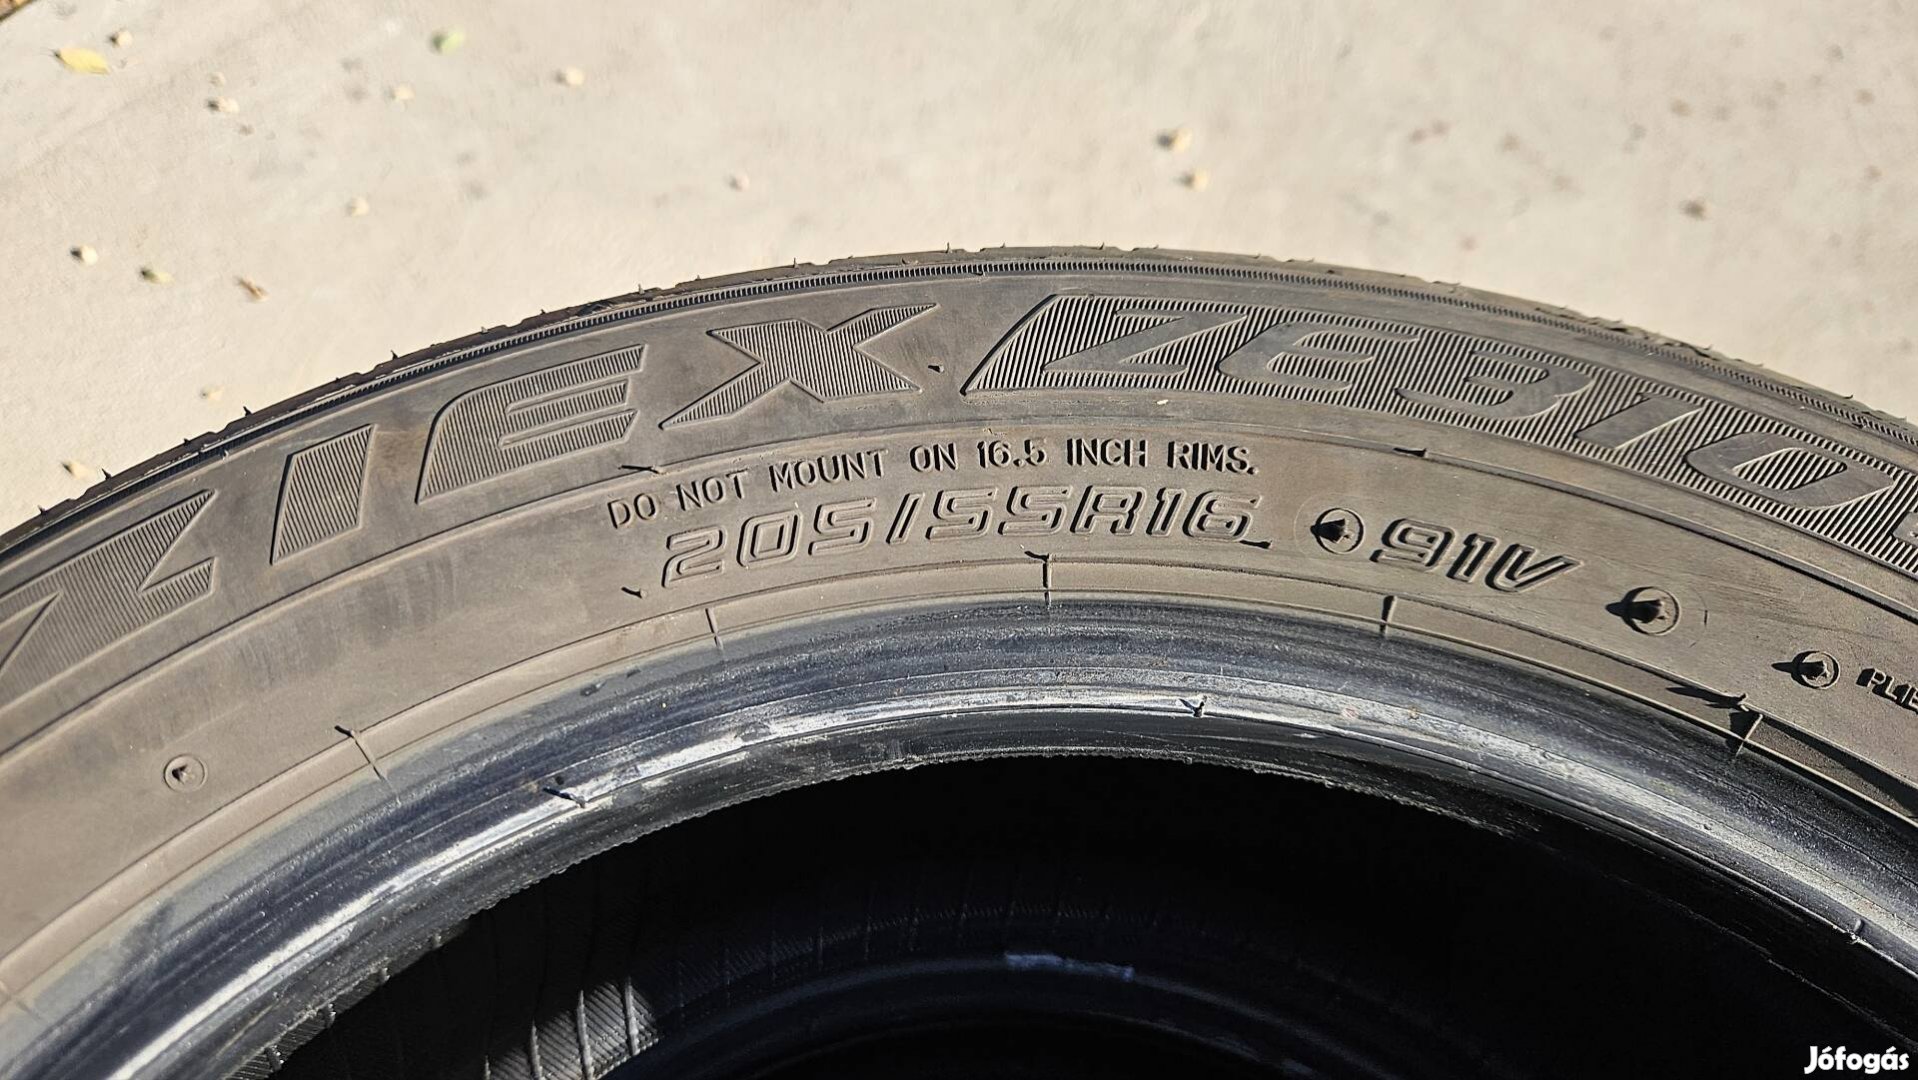 ZIEX ZE310
DO NOT MOUNT ON 16.5 INCH RIMS.
205/55R16 91V
Jófogás